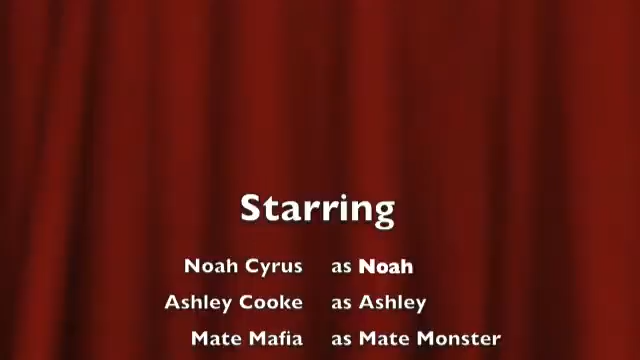 Starring
Noah Cyrus as Noah
Ashley Cooke as Ashley
Mate Mafia as Mate Monster